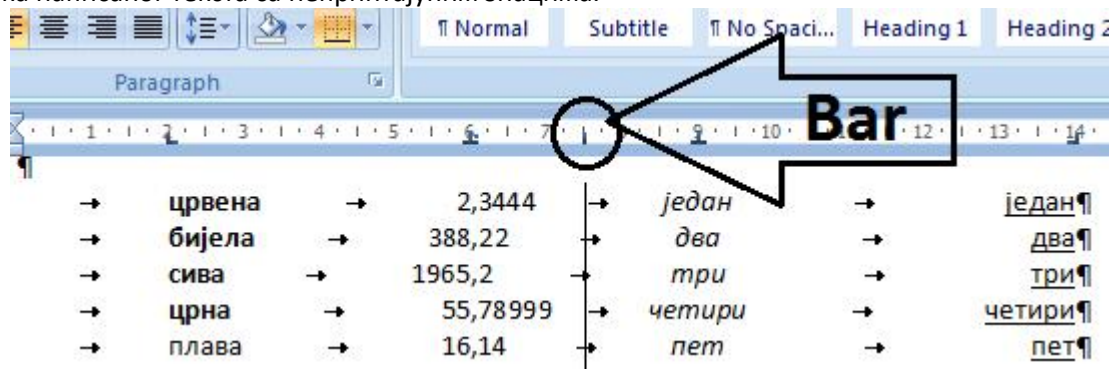 ¶ Normal Subtitle ¶ No Spaci... Heading 1 Heading 2
Paragraph
Bar
1 2 3 4 5 6 7 9 10 12 13 14
¶
→ црвена → 2,3444 → један → један¶
→ бијела → 388,22 → два → два¶
→ сива → 1965,2 → три → три¶
→ црна → 55,78999 → четири → четири¶
→ плава → 16,14 → пет → пет¶